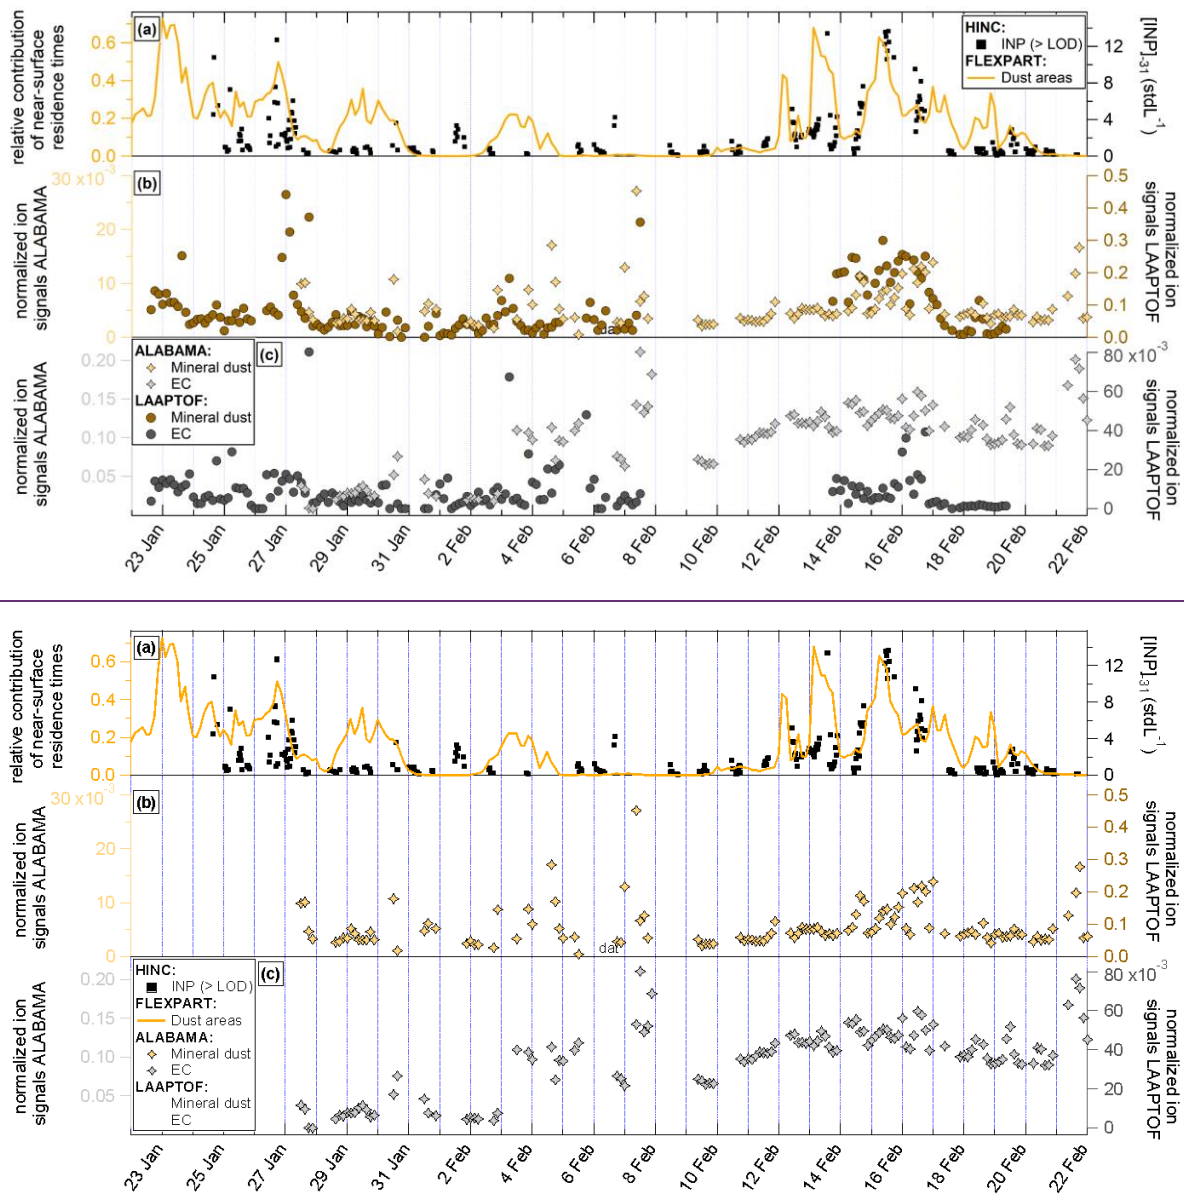 (a)
relative contribution
of near-surface
residence times
0.6
0.4
0.2
0.0
HINC:
INP (> LOD)
FLEXPART:
Dust areas
12
8
4
0
[INP]-31 (stdL-1)
(b)
normalized ion
signals ALABAMA
30 x10-3
20
10
0
dat
0.5
0.4
0.3
0.2
0.1
0.0
normalized ion
signals LAAPTOF
ALABAMA:
Mineral dust
EC
LAAPTOF:
Mineral dust
EC
(c)
normalized ion
signals ALABAMA
0.20
0.15
0.10
0.05
80 x10-3
60
40
20
0
normalized ion
signals LAAPTOF
23 Jan
25 Jan
27 Jan
29 Jan
31 Jan
2 Feb
4 Feb
6 Feb
8 Feb
10 Feb
12 Feb
14 Feb
16 Feb
18 Feb
20 Feb
22 Feb
(a)
relative contribution
of near-surface
residence times
0.6
0.4
0.2
0.0
12
8
4
0
[INP]-31 (stdL-1)
(b)
normalized ion
signals ALABAMA
30 x10-3
20
10
0
dat
0.5
0.4
0.3
0.2
0.1
0.0
normalized ion
signals LAAPTOF
HINC:
INP (> LOD)
FLEXPART:
Dust areas
ALABAMA:
Mineral dust
EC
LAAPTOF:
Mineral dust
EC
(c)
normalized ion
signals ALABAMA
0.20
0.15
0.10
0.05
80 x10-3
60
40
20
0
normalized ion
signals LAAPTOF
23 Jan
25 Jan
27 Jan
29 Jan
31 Jan
2 Feb
4 Feb
6 Feb
8 Feb
10 Feb
12 Feb
14 Feb
16 Feb
18 Feb
20 Feb
22 Feb